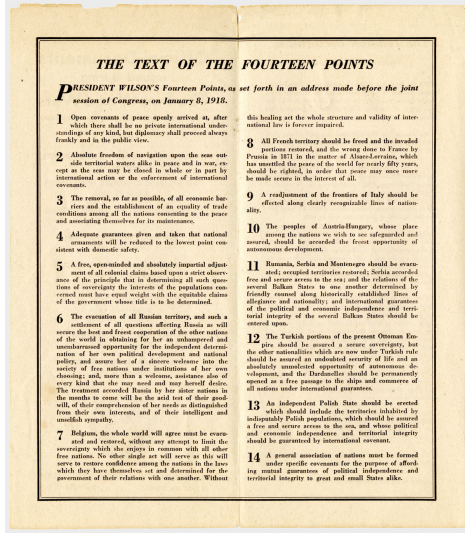 THE TEXT OF THE FOURTEEN POINTS
PRESIDENT WILSON'S Fourteen Points, as set forth in an address made before the joint
session of Congress, on January 8, 1918.
1 Open covenants of peace openly arrived at, after
which there shall be no private international under-
standings of any kind, but diplomacy shall proceed always
frankly and in the public view.
2 Absolute freedom of navigation upon the seas out-
side territorial waters alike in peace and in war, ex-
cept as the seas may be closed in whole or in part by
international action or the enforcement of international
covenants.
3 The removal, so far as possible, of all economic bar-
riers and the establishment of an equality of trade
conditions among all the nations consenting to the peace
and associating themselves for its maintenance.
4 Adequate guarantees given and taken that national
armaments will be reduced to the lowest point con-
sistent with domestic safety.
5 A free, open-minded and absolutely impartial adjust-
ment of all colonial claims based upon a strict observ-
ance of the principle that in determining all such ques-
tions of sovereignty the interests of the populations con-
cerned must have equal weight with the equitable claims
of the government whose title is to be determined.
6 The evacuation of all Russian territory, and such a
settlement of all questions affecting Russia as will
secure the best and freest cooperation of the other nations
of the world in obtaining for her an unhampered and
unembarrassed opportunity for the independent determi-
nation of her own political development and national
policy, and assure her of a sincere welcome into the
society of free nations under institutions of her own
choosing; and, more than a welcome, assistance also of
every kind that she may need and may herself desire.
The treatment accorded Russia by her sister nations in
the months to come will be the acid test of their good-
will, of their comprehension of her needs as distinguished
from their own interests, and of their intelligent and
unselfish sympathy.
7 Belgium, the whole world will agree must be evacu-
ated and restored, without any attempt to limit the
sovereignty which she enjoys in common with all other
free nations. No other single act will serve as this will
serve to restore confidence among the nations in the laws
which they have themselves set and determined for the
government of their relations with one another. Without
this healing act the whole structure and validity of inter-
national law is forever impaired.
8 All French territory should be freed and the invaded
portions restored, and the wrong done to France by
Prussia in 1871 in the matter of Alsace-Lorraine, which
has unsettled the peace of the world for nearly fifty years,
should be righted, in order that peace may once more
be made secure in the interest of all.
9 A readjustment of the frontiers of Italy should be
effected along clearly recognizable lines of nation-
ality.
10 The peoples of Austria-Hungary, whose place
among the nations we wish to see safeguarded and
assured, should be accorded the freest opportunity of
autonomous development.
11 Rumania, Serbia and Montenegro should be evacu-
ated; occupied territories restored; Serbia accorded
free and secure access to the sea; and the relations of the
several Balkan States to one another determined by
friendly counsel along historically established lines of
allegiance and nationality; and international guarantees
of the political and economic independence and terri-
torial integrity of the several Balkan States should be
entered upon.
12 The Turkish portions of the present Ottoman Em-
pire should be assured a secure sovereignty, but
the other nationalities which are now under Turkish rule
should be assured an undoubted security of life and an
absolutely unmolested opportunity of autonomous de-
velopment, and the Dardanelles should be permanently
opened as a free passage to the ships and commerce of
all nations under international guarantees.
13 An independent Polish State should be erected
which should include the territories inhabited by
indisputably Polish populations, which should be assured
a free and secure access to the sea, and whose political
and economic independence and territorial integrity
should be guaranteed by international covenant.
14 A general association of nations must be formed
under specific covenants for the purpose of afford-
ing mutual guarantees of political independence and
territorial integrity to great and small States alike.